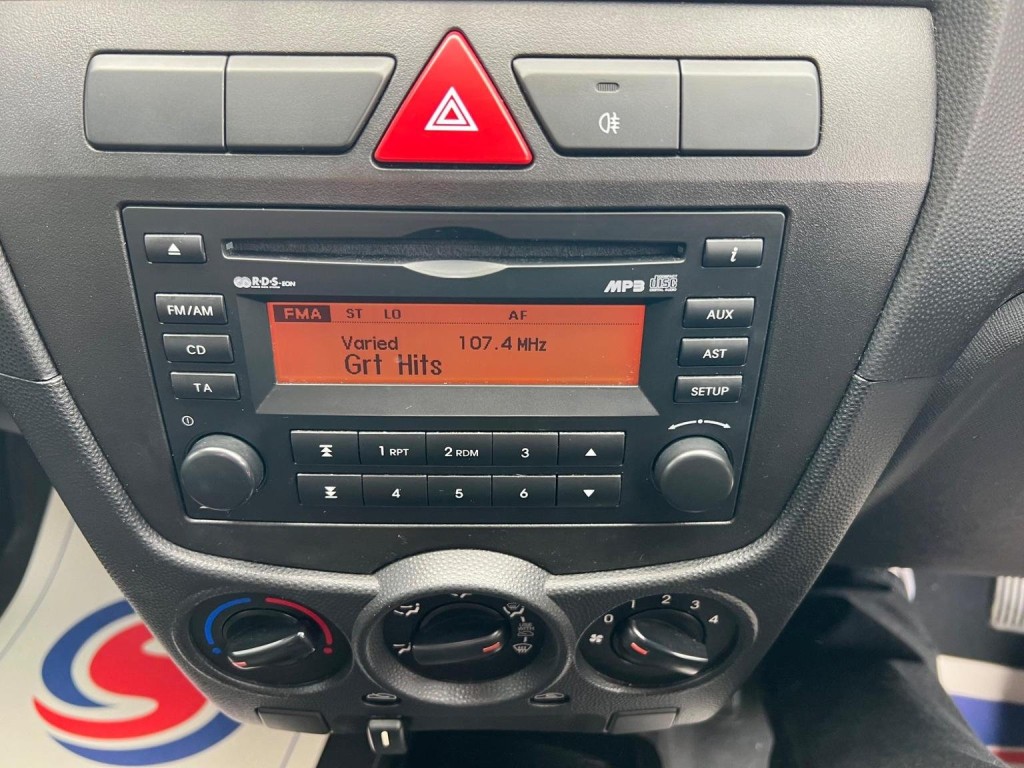 i
R·D·S-EON
MP3 disc
FM/AM AUX
FMA ST LO AF
Varied 107.4 MHz
Grt Hits
CD AST
TA SETUP
1 RPT 2 RDM 3
4 5 6
0 1 2 3 4